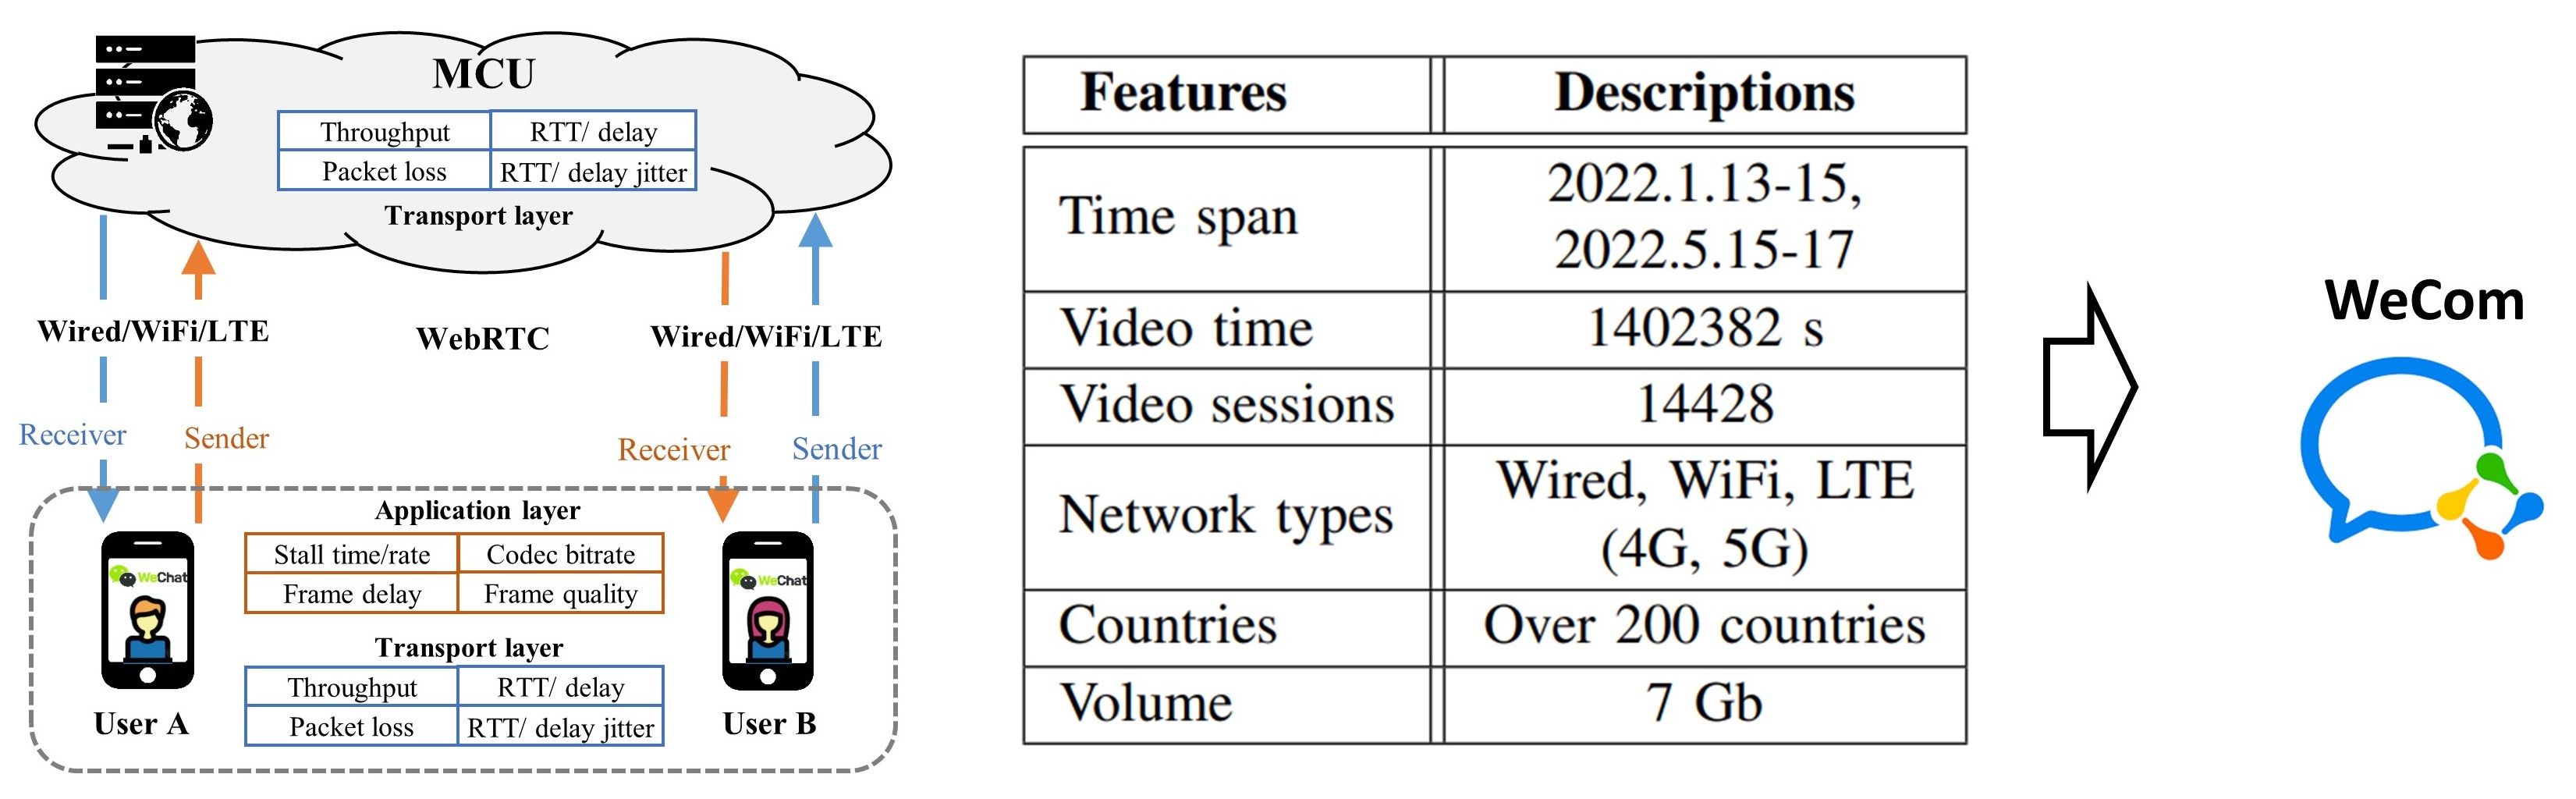 MCU
Throughput
RTT/ delay
Packet loss
RTT/ delay jitter
Transport layer
Wired/WiFi/LTE
WebRTC
Wired/WiFi/LTE
Receiver
Sender
Receiver
Sender
Application layer
Stall time/rate
Codec bitrate
Frame delay
Frame quality
WeChat
WeChat
Transport layer
Throughput
RTT/ delay
Packet loss
RTT/ delay jitter
User A
User B
Features
Descriptions
Time span
2022.1.13-15,
2022.5.15-17
Video time
1402382 s
Video sessions
14428
Network types
Wired, WiFi, LTE
(4G, 5G)
Countries
Over 200 countries
Volume
7 Gb
WeCom